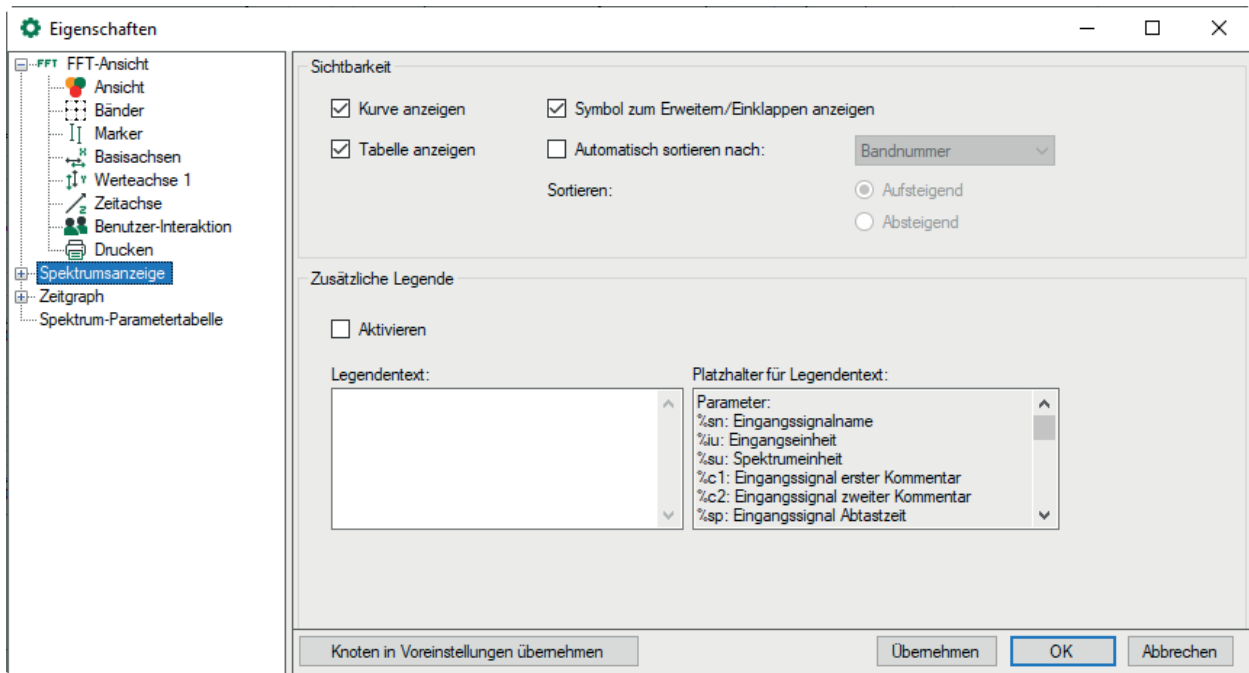 Eigenschaften
FFT FFT-Ansicht
Ansicht
Bänder
Marker
Basisachsen
Werteachse 1
Zeitachse
Benutzer-Interaktion
Drucken
Spektrumsanzeige
Zeitgraph
Spektrum-Parametertabelle
Sichtbarkeit
Kurve anzeigen
Symbol zum Erweitern/Einklappen anzeigen
Tabelle anzeigen
Automatisch sortieren nach:
Bandnummer
Sortieren:
Aufsteigend
Absteigend
Zusätzliche Legende
Aktivieren
Legendentext:
Platzhalter für Legendentext:
Parameter:
%sn: Eingangssignalname
%iu: Eingangseinheit
%su: Spektrumeinheit
%c1: Eingangssignal erster Kommentar
%c2: Eingangssignal zweiter Kommentar
%sp: Eingangssignal Abtastzeit
Knoten in Voreinstellungen übernehmen
Übernehmen
OK
Abbrechen